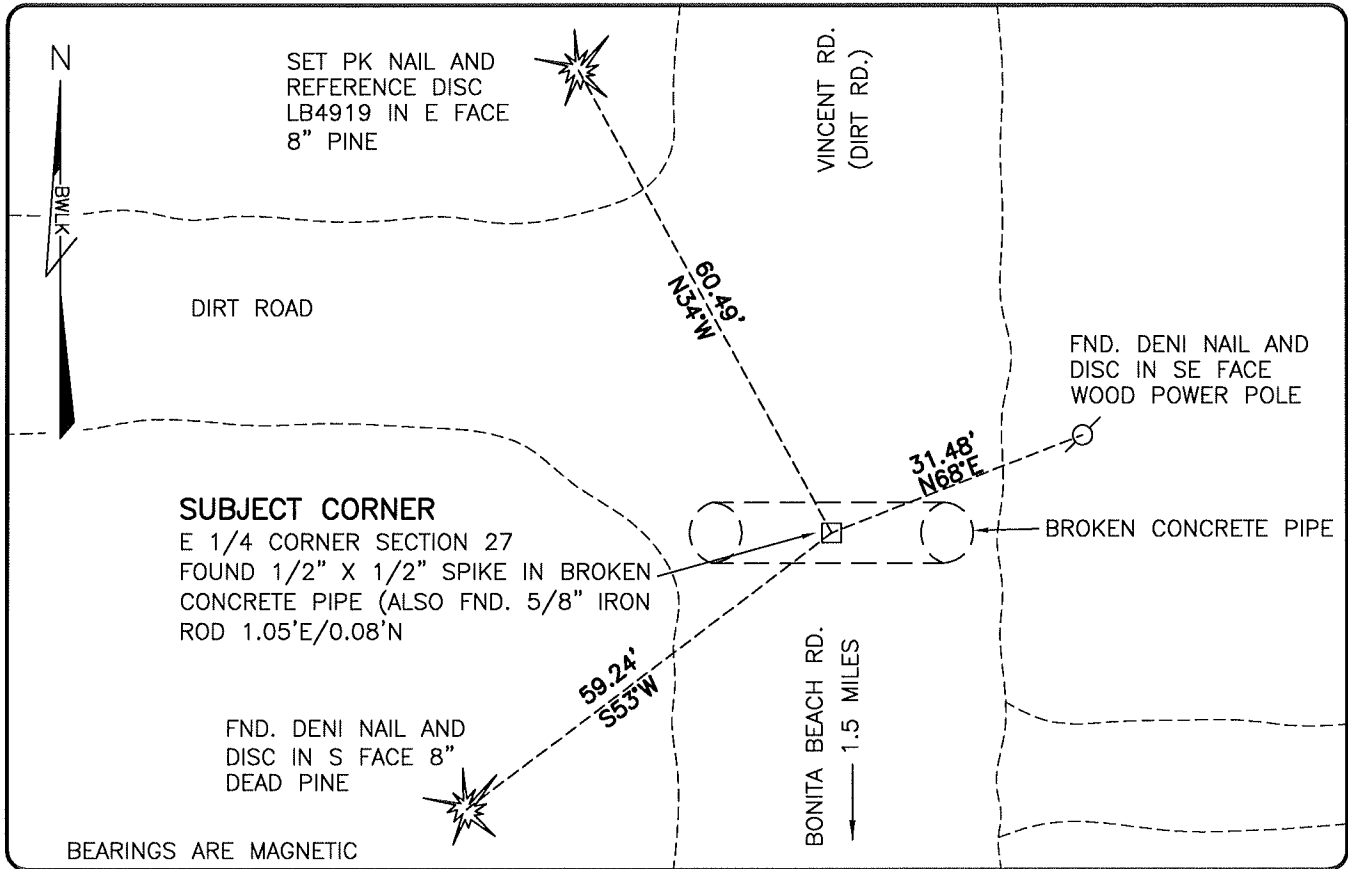 N
BWLK
SET PK NAIL AND
REFERENCE DISC
LB4919 IN E FACE
8" PINE
VINCENT RD.
(DIRT RD.)
DIRT ROAD
60.49'
N34°W
FND. DENI NAIL AND
DISC IN SE FACE
WOOD POWER POLE
31.48'
N68°E
SUBJECT CORNER
E 1/4 CORNER SECTION 27
FOUND 1/2" X 1/2" SPIKE IN BROKEN
CONCRETE PIPE (ALSO FND. 5/8" IRON
ROD 1.05'E/0.08'N
BROKEN CONCRETE PIPE
59.24'
S53°W
FND. DENI NAIL AND
DISC IN S FACE 8"
DEAD PINE
BONITA BEACH RD.
1.5 MILES
BEARINGS ARE MAGNETIC